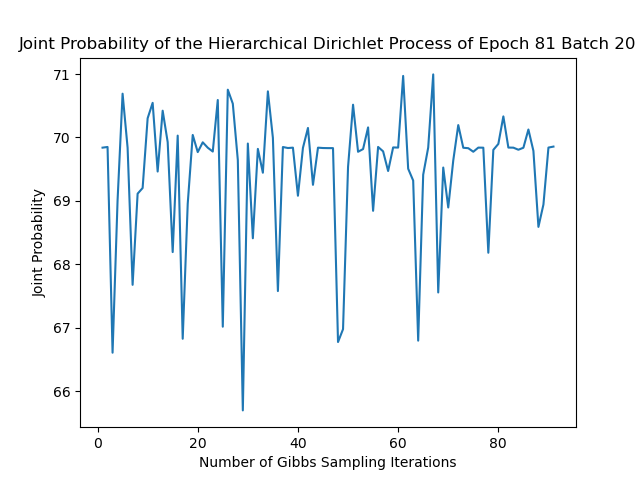 Joint Probability of the Hierarchical Dirichlet Process of Epoch 81 Batch 20
71
70
69
68
67
66
Joint Probability
0 20 40 60 80
Number of Gibbs Sampling Iterations